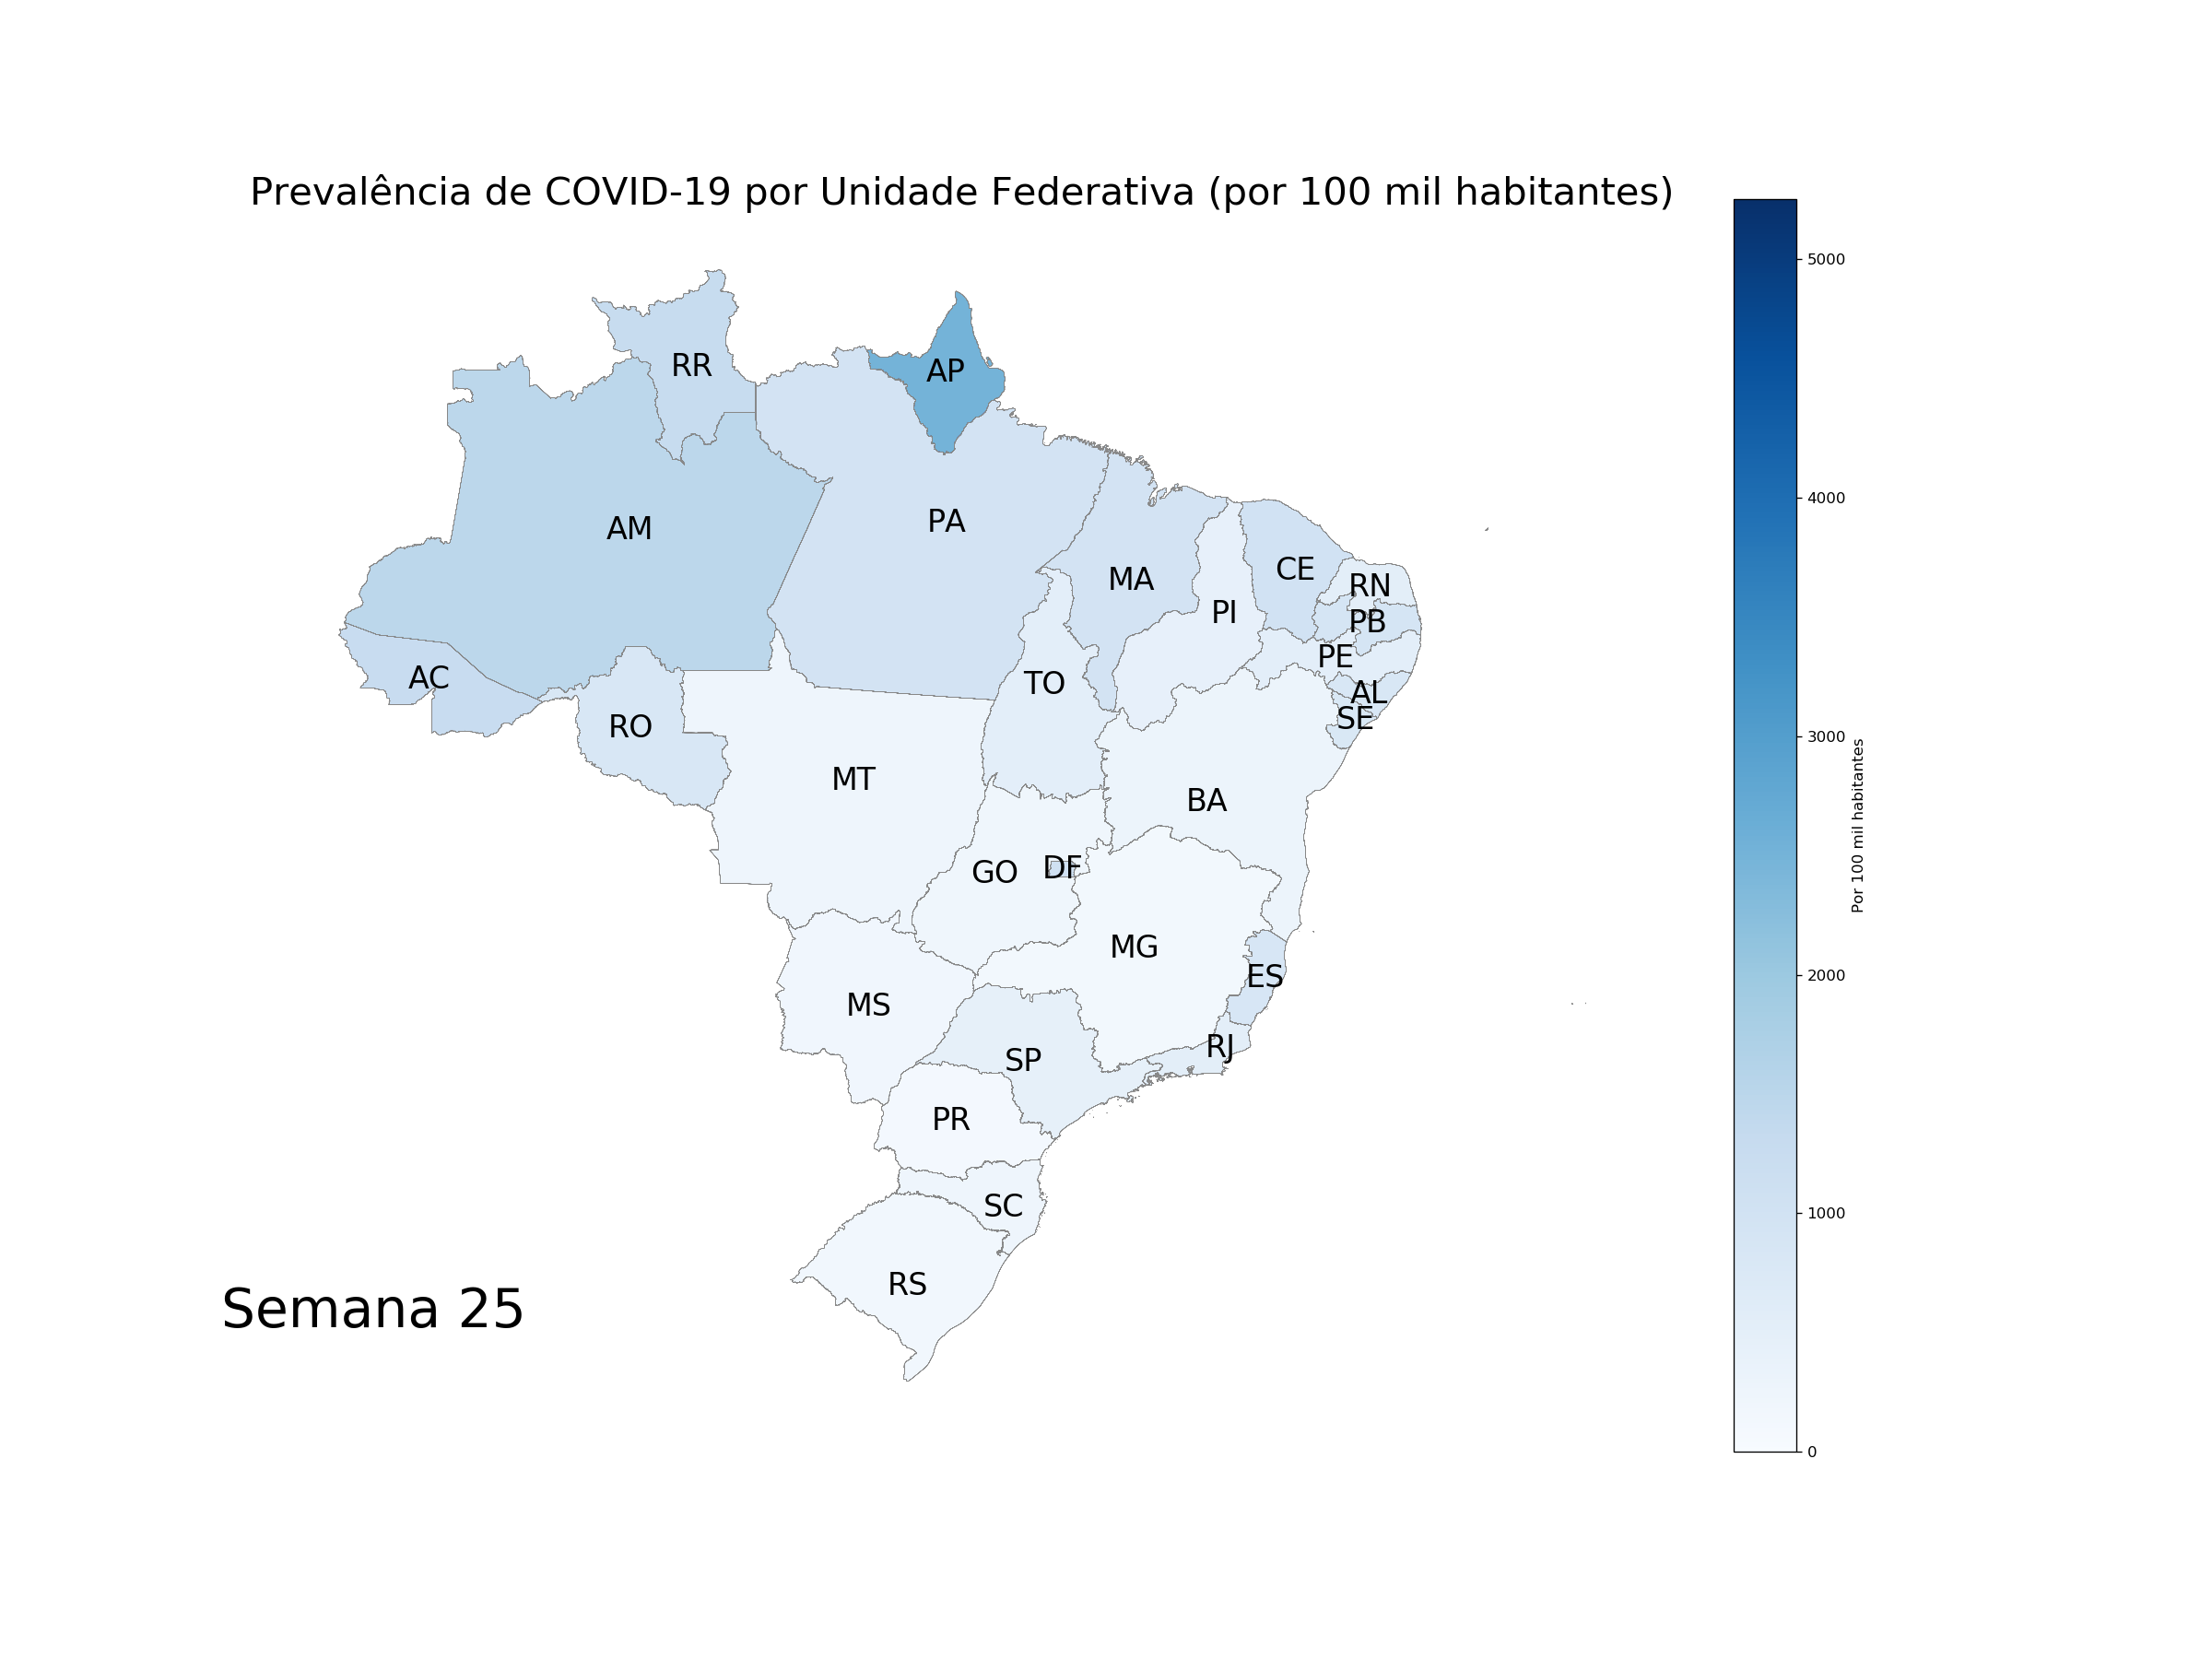 Prevalência de COVID-19 por Unidade Federativa (por 100 mil habitantes)
5000
RR
AP
4000
AM
PA
CE
MA
RN
PI
PB
PE
AC
TO
AL
SE
RO
3000
MT
BA
Por 100 mil habitantes
GO
DF
MG
2000
ES
MS
RJ
SP
PR
SC
1000
RS
Semana 25
0